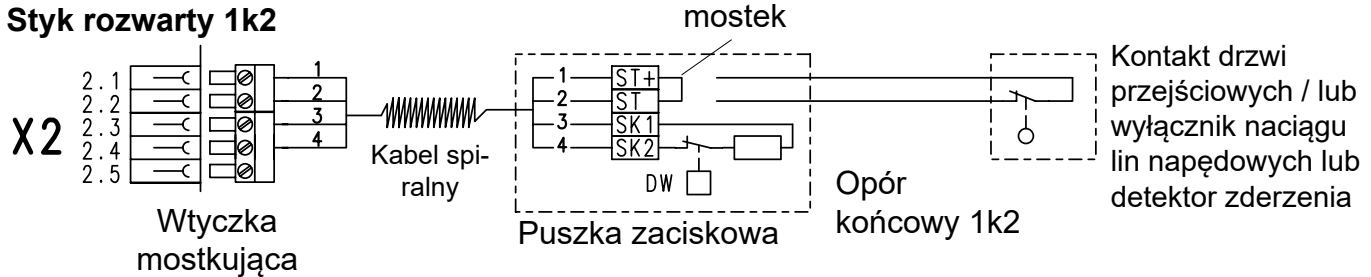 Styk rozwarty 1k2
mostek
X2
2.1
2.2
2.3
2.4
2.5
1
2
3
4
Wtyczka
mostkująca
Kabel spi-
ralny
1
2
3
4
ST+
ST
SK1
SK2
DW
Puszka zaciskowa
Opór
końcowy 1k2
Kontakt drzwi
przejściowych / lub
wyłącznik naciągu
lin napędowych lub
detektor zderzenia